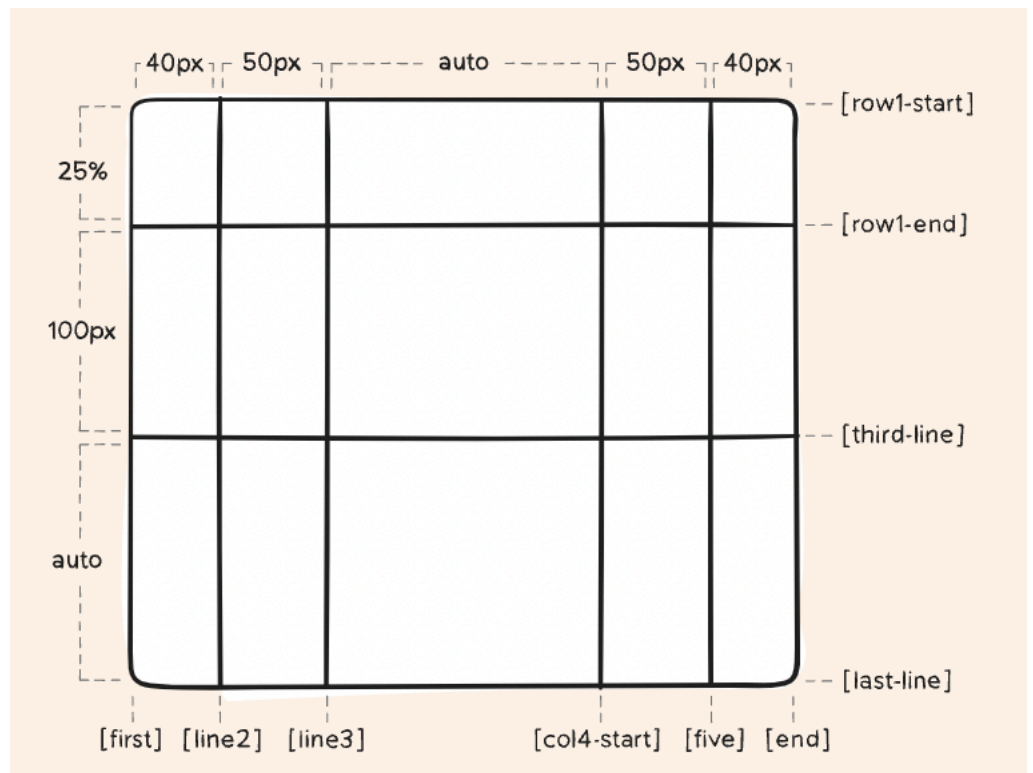 40px 50px auto 50px 40px
[row1-start]
25%
[row1-end]
100px
[third-line]
auto
[last-line]
[first] [line2] [line3] [col4-start] [five] [end]